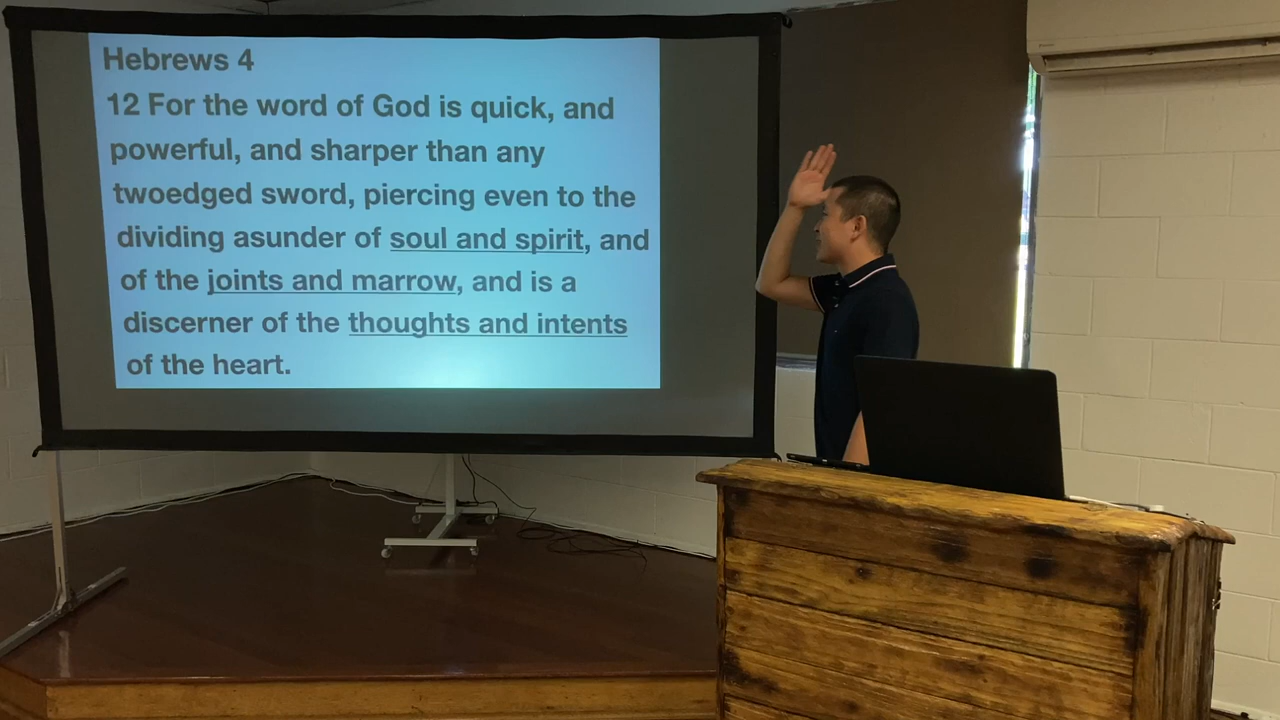 Hebrews 4
12 For the word of God is quick, and
powerful, and sharper than any
twoedged sword, piercing even to the
dividing asunder of soul and spirit, and
of the joints and marrow, and is a
discerner of the thoughts and intents
of the heart.